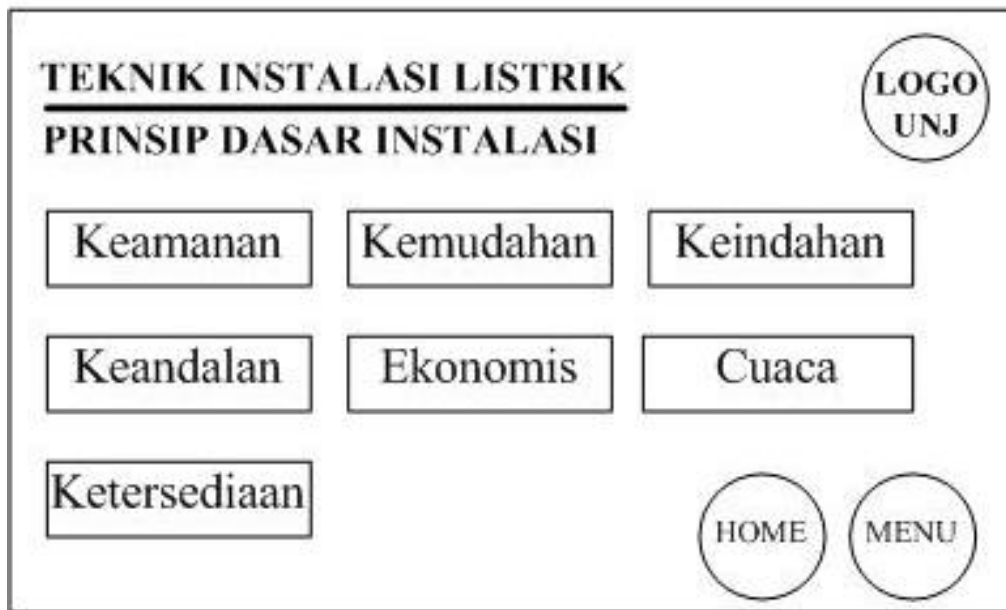 TEKNIK INSTALASI LISTRIK
PRINSIP DASAR INSTALASI
LOGO
UNJ
Keamanan
Kemudahan
Keindahan
Keandalan
Ekonomis
Cuaca
Ketersediaan
HOME
MENU